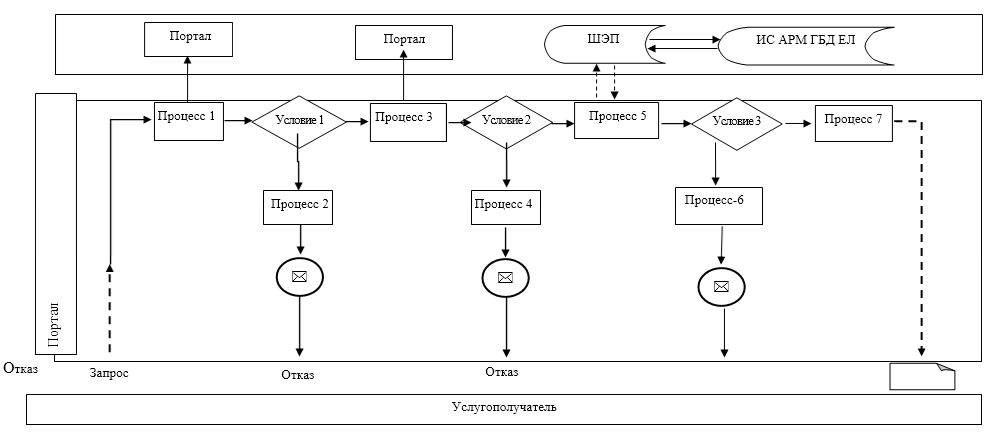 Портал
Портал
ШЭП
ИС АРМ ГБД ЕЛ
Процесс 1
Условие 1
Процесс 3
Условие 2
Процесс 5
Условие 3
Процесс 7
Процесс 2
Процесс 4
Процесс-6
Портал
Отказ
Запрос
Отказ
Отказ
Услугополучатель